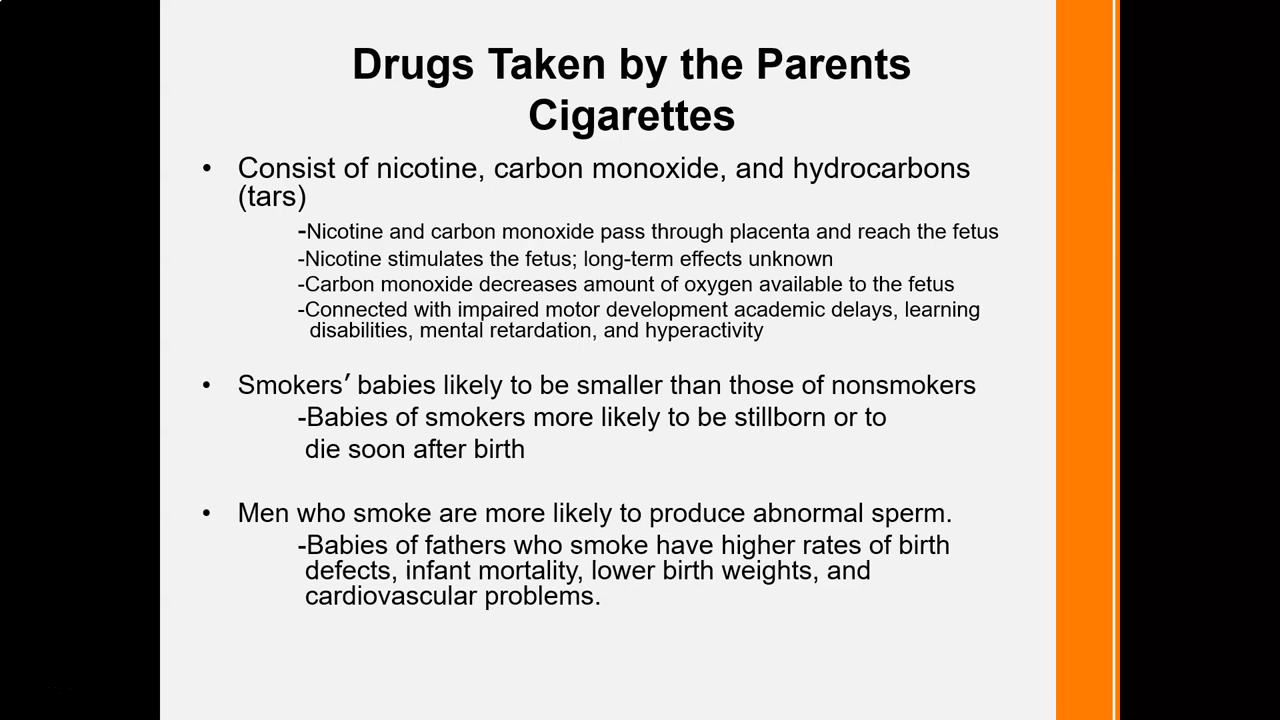 Drugs Taken by the Parents
Cigarettes
• Consist of nicotine, carbon monoxide, and hydrocarbons
(tars)
-Nicotine and carbon monoxide pass through placenta and reach the fetus
-Nicotine stimulates the fetus; long-term effects unknown
-Carbon monoxide decreases amount of oxygen available to the fetus
-Connected with impaired motor development academic delays, learning
disabilities, mental retardation, and hyperactivity
• Smokers’ babies likely to be smaller than those of nonsmokers
-Babies of smokers more likely to be stillborn or to
die soon after birth
• Men who smoke are more likely to produce abnormal sperm.
-Babies of fathers who smoke have higher rates of birth
defects, infant mortality, lower birth weights, and
cardiovascular problems.